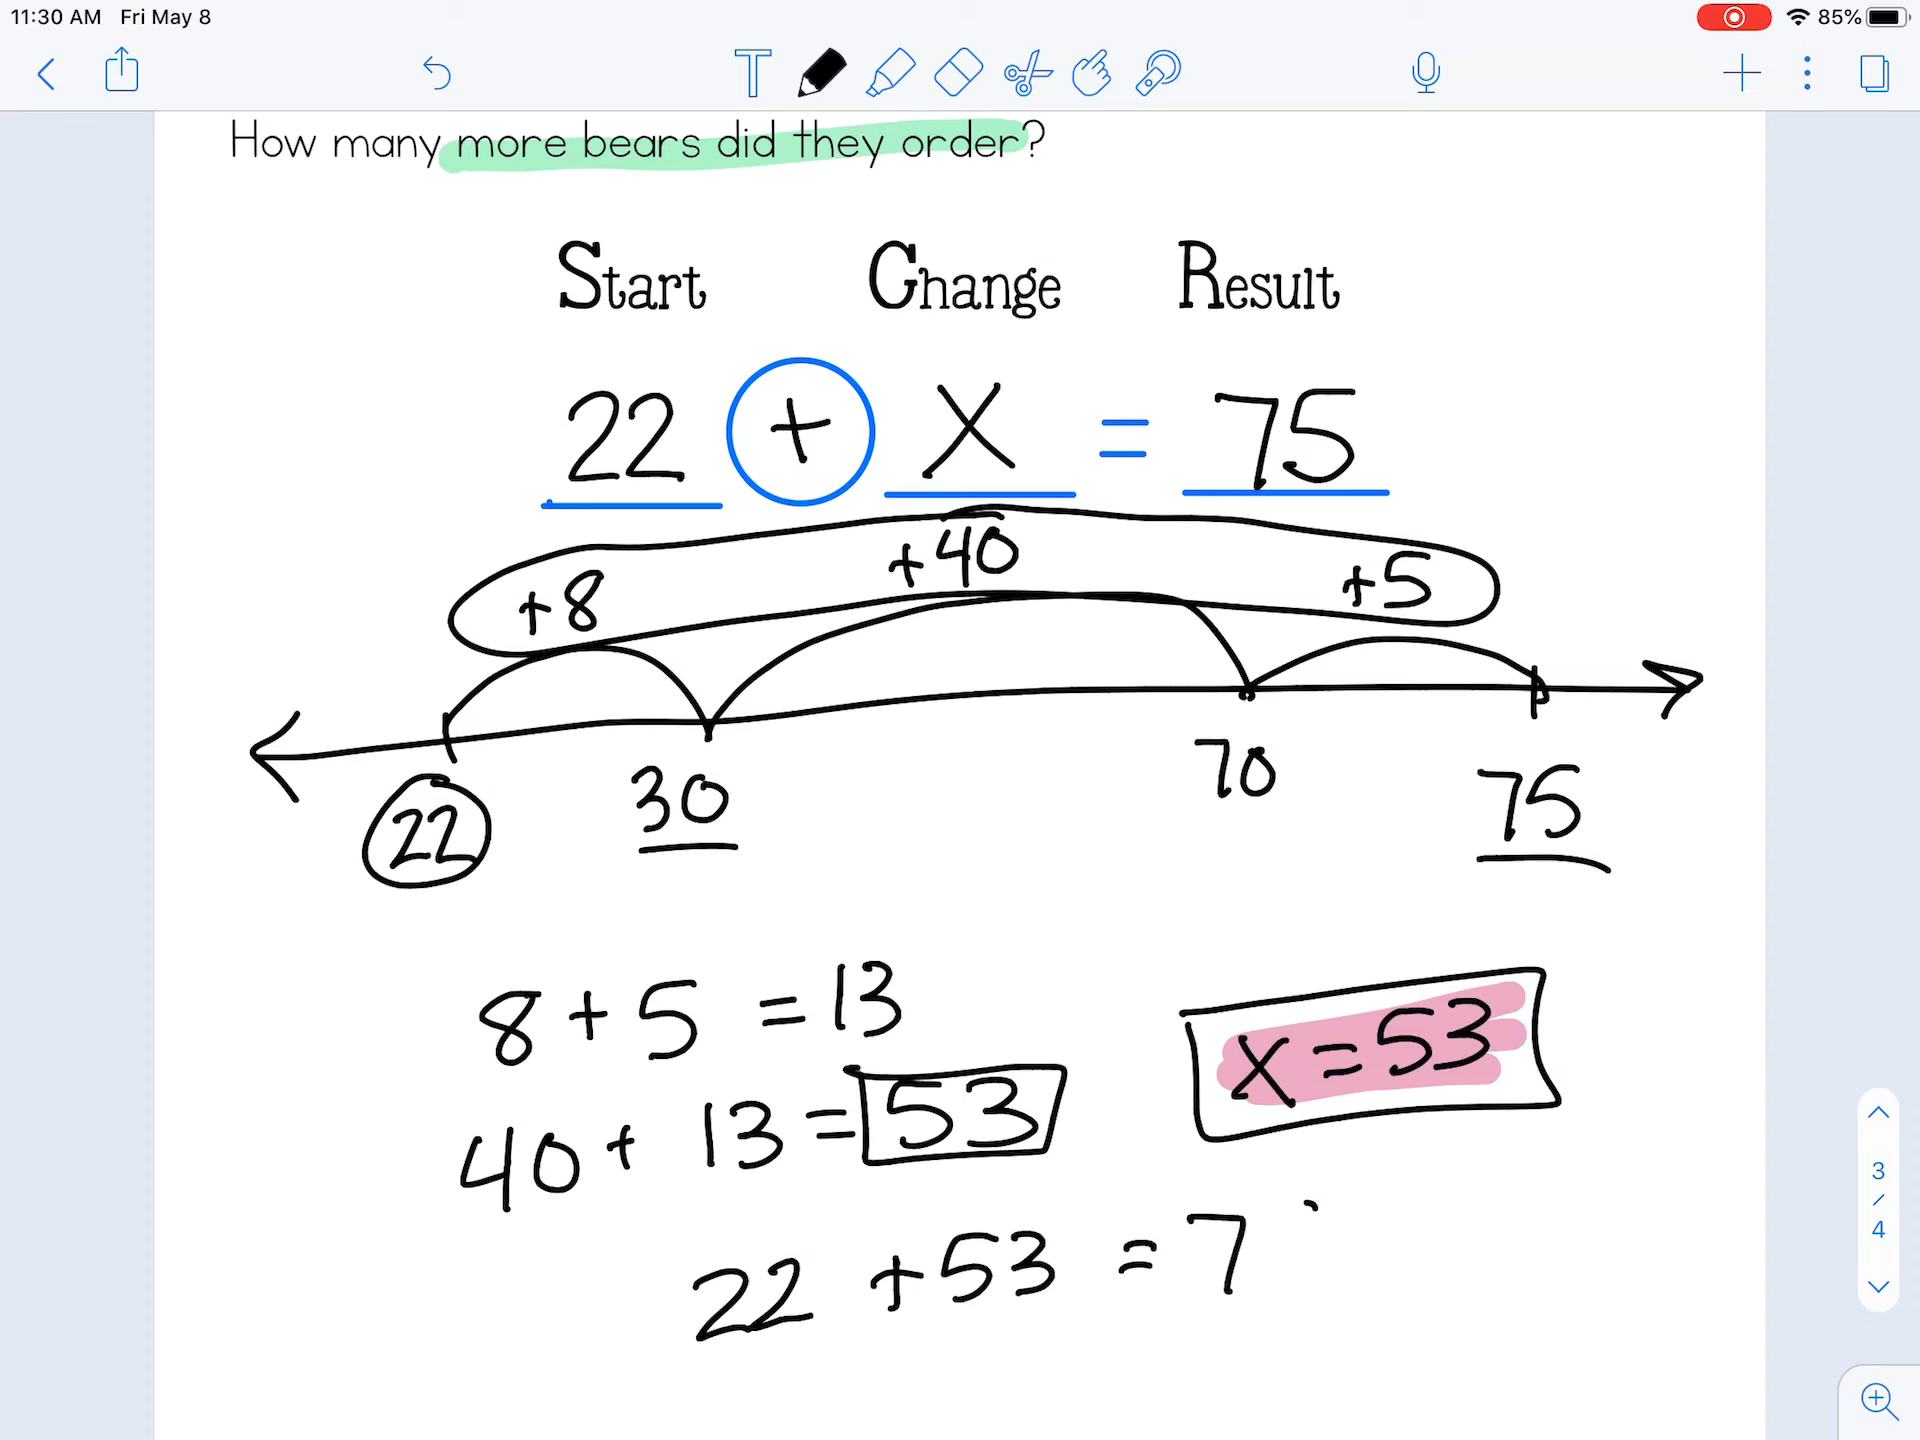 11:30 AM Fri May 8 85%
T
How many more bears did they order?
Start Change Result
22 + X = 75
+8 +40 +5
22 30 70 75
8 + 5 = 13
x = 53
40 + 13 = 53
22 + 53 = 7
3
/
4